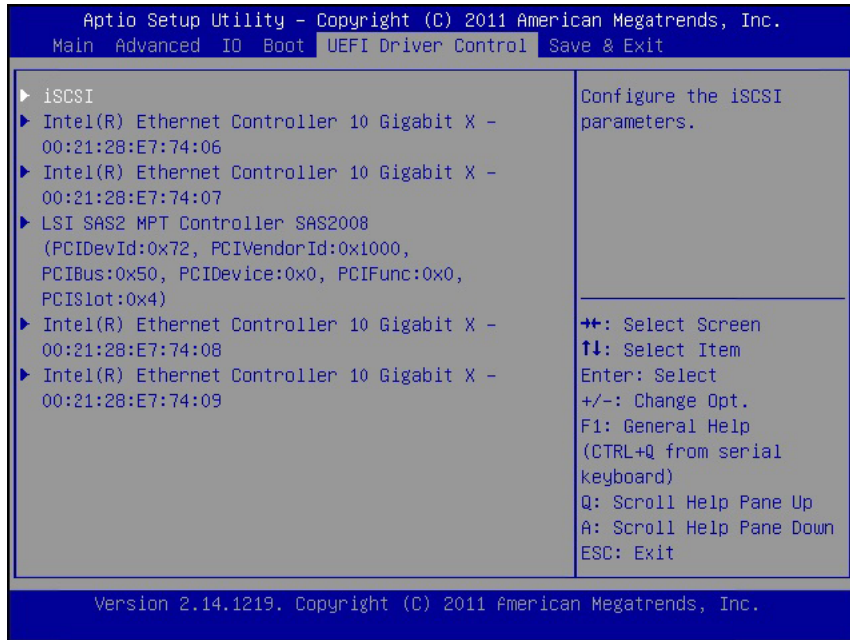 Aptio Setup Utility – Copyright (C) 2011 American Megatrends, Inc.
Main Advanced IO Boot UEFI Driver Control Save & Exit
▶ iSCSI
▶ Intel(R) Ethernet Controller 10 Gigabit X –
00:21:28:E7:74:06
▶ Intel(R) Ethernet Controller 10 Gigabit X –
00:21:28:E7:74:07
▶ LSI SAS2 MPT Controller SAS2008
(PCIDevId:0x72, PCIVendorId:0x1000,
PCIBus:0x50, PCIDevice:0x0, PCIFunc:0x0,
PCISlot:0x4)
▶ Intel(R) Ethernet Controller 10 Gigabit X –
00:21:28:E7:74:08
▶ Intel(R) Ethernet Controller 10 Gigabit X –
00:21:28:E7:74:09
Configure the iSCSI
parameters.
→←: Select Screen
↑↓: Select Item
Enter: Select
+/-: Change Opt.
F1: General Help
(CTRL+Q from serial
keyboard)
Q: Scroll Help Pane Up
A: Scroll Help Pane Down
ESC: Exit
Version 2.14.1219. Copyright (C) 2011 American Megatrends, Inc.